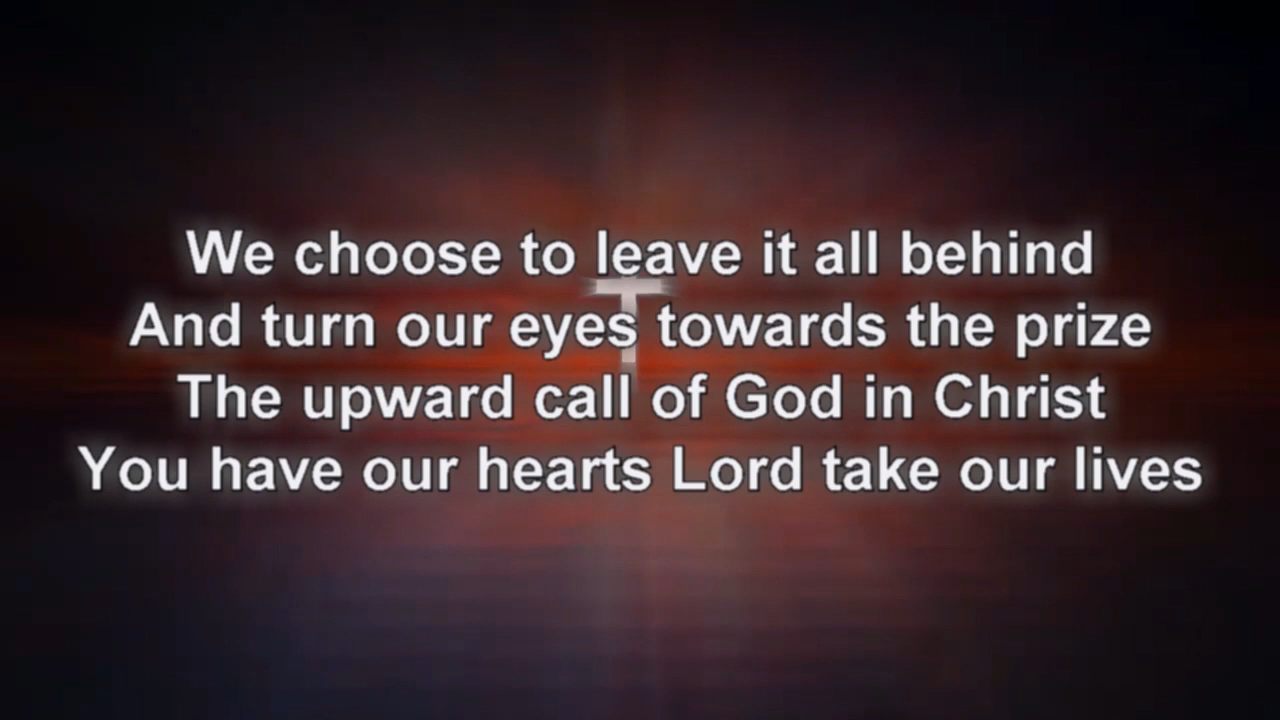 We choose to leave it all behind
And turn our eyes towards the prize
The upward call of God in Christ
You have our hearts Lord take our lives